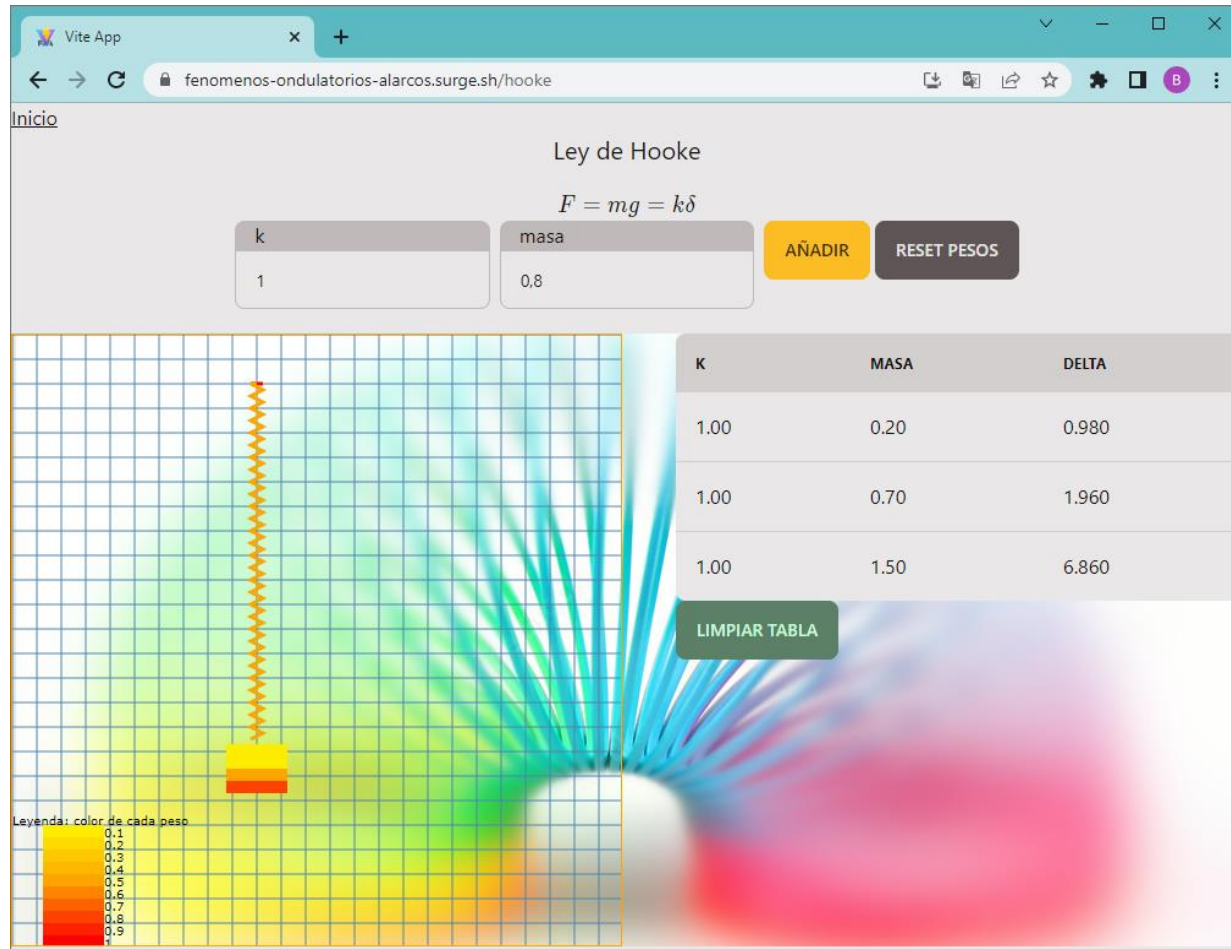 Vite App
fenomenos-ondulatorios-alarcos.surge.sh/hooke
B
Inicio
Ley de Hooke
F = mg = kδ
k masa
AÑADIR RESET PESOS
1 0,8
K MASA DELTA
1.00 0.20 0.980
1.00 0.70 1.960
1.00 1.50 6.860
LIMPIAR TABLA
Leyenda: color de cada peso
0.1
0.2
0.3
0.4
0.5
0.6
0.7
0.8
0.9
1